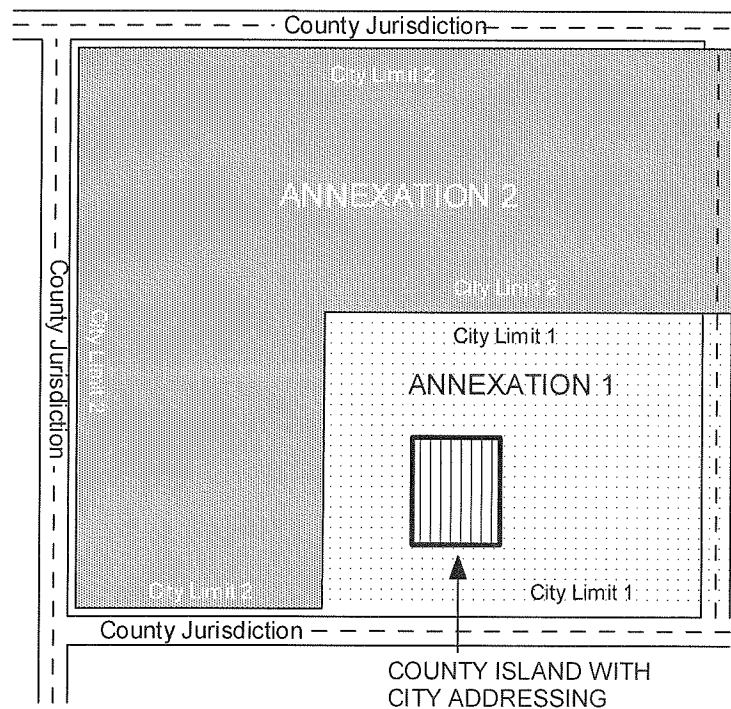 County Jurisdiction
City Limit 2
ANNEXATION 2
County Jurisdiction
City Limit 2
City Limit 2
City Limit 1
ANNEXATION 1
City Limit 2
City Limit 1
County Jurisdiction
COUNTY ISLAND WITH
CITY ADDRESSING